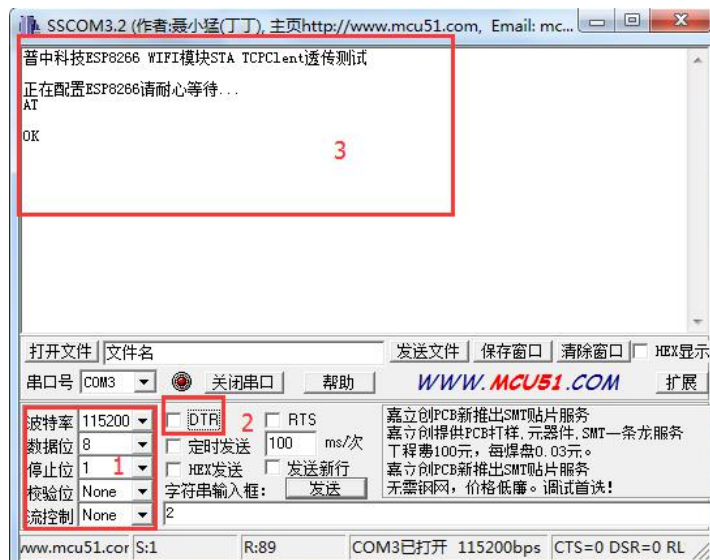 SSCOM3.2 (作者:聂小猛(丁丁), 主页http://www.mcu51.com, Email: mc...
普中科技ESP8266 WIFI模块STA TCPClent透传测试
正在配置ESP8266请耐心等待...
AT
OK
3
打开文件 文件名 发送文件 保存窗口 清除窗口 HEX显示
串口号 COM3 关闭串口 帮助 WWW.MCU51.COM 扩展
波特率 115200 DTR 2 RTS
数据位 8 定时发送 100 ms/次
停止位 1 1 HEX发送 发送新行
校验位 None 字符串输入框: 发送
流控制 None 2
嘉立创PCB新推出SMT贴片服务
嘉立创提供PCB打样.元器件.SMT一条龙服务
工程费100元，每焊盘0.03元。
嘉立创PCB新推出SMT贴片服务
无需钢网，价格低廉。调试首选!
www.mcu51.cor S:1 R:89 COM3已打开 115200bps CTS=0 DSR=0 RL